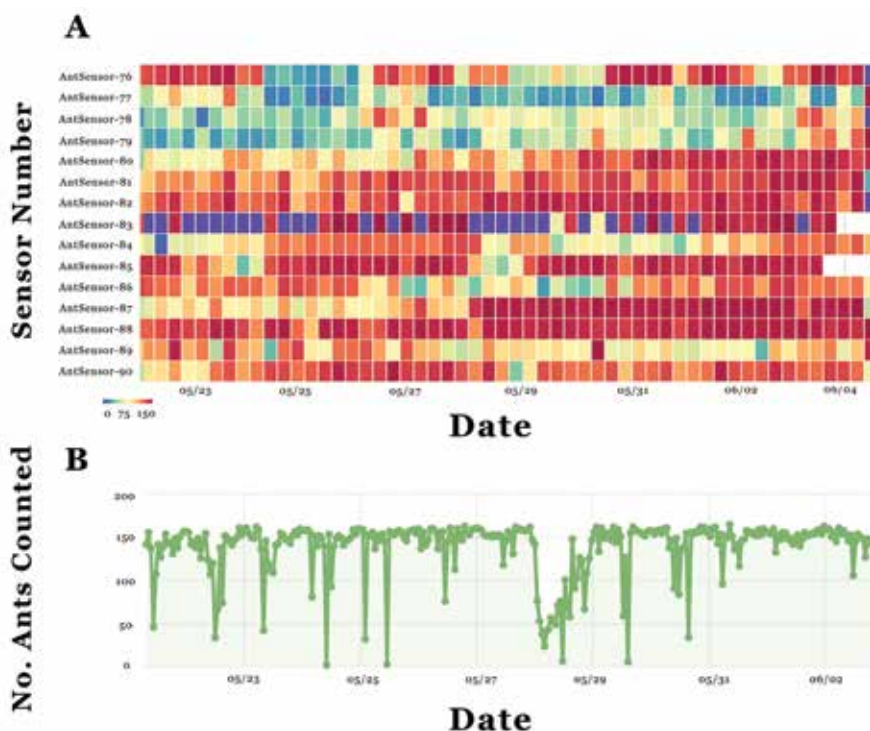 A
Sensor Number
AntSensor-76
AntSensor-77
AntSensor-78
AntSensor-79
AntSensor-80
AntSensor-81
AntSensor-82
AntSensor-83
AntSensor-84
AntSensor-85
AntSensor-86
AntSensor-87
AntSensor-88
AntSensor-89
AntSensor-90
05/23 05/25 05/27 05/29 05/31 06/02 06/04
0 75 150
Date
B
No. Ants Counted
200
150
100
50
0
05/23 05/25 05/27 05/29 05/31 06/02
Date